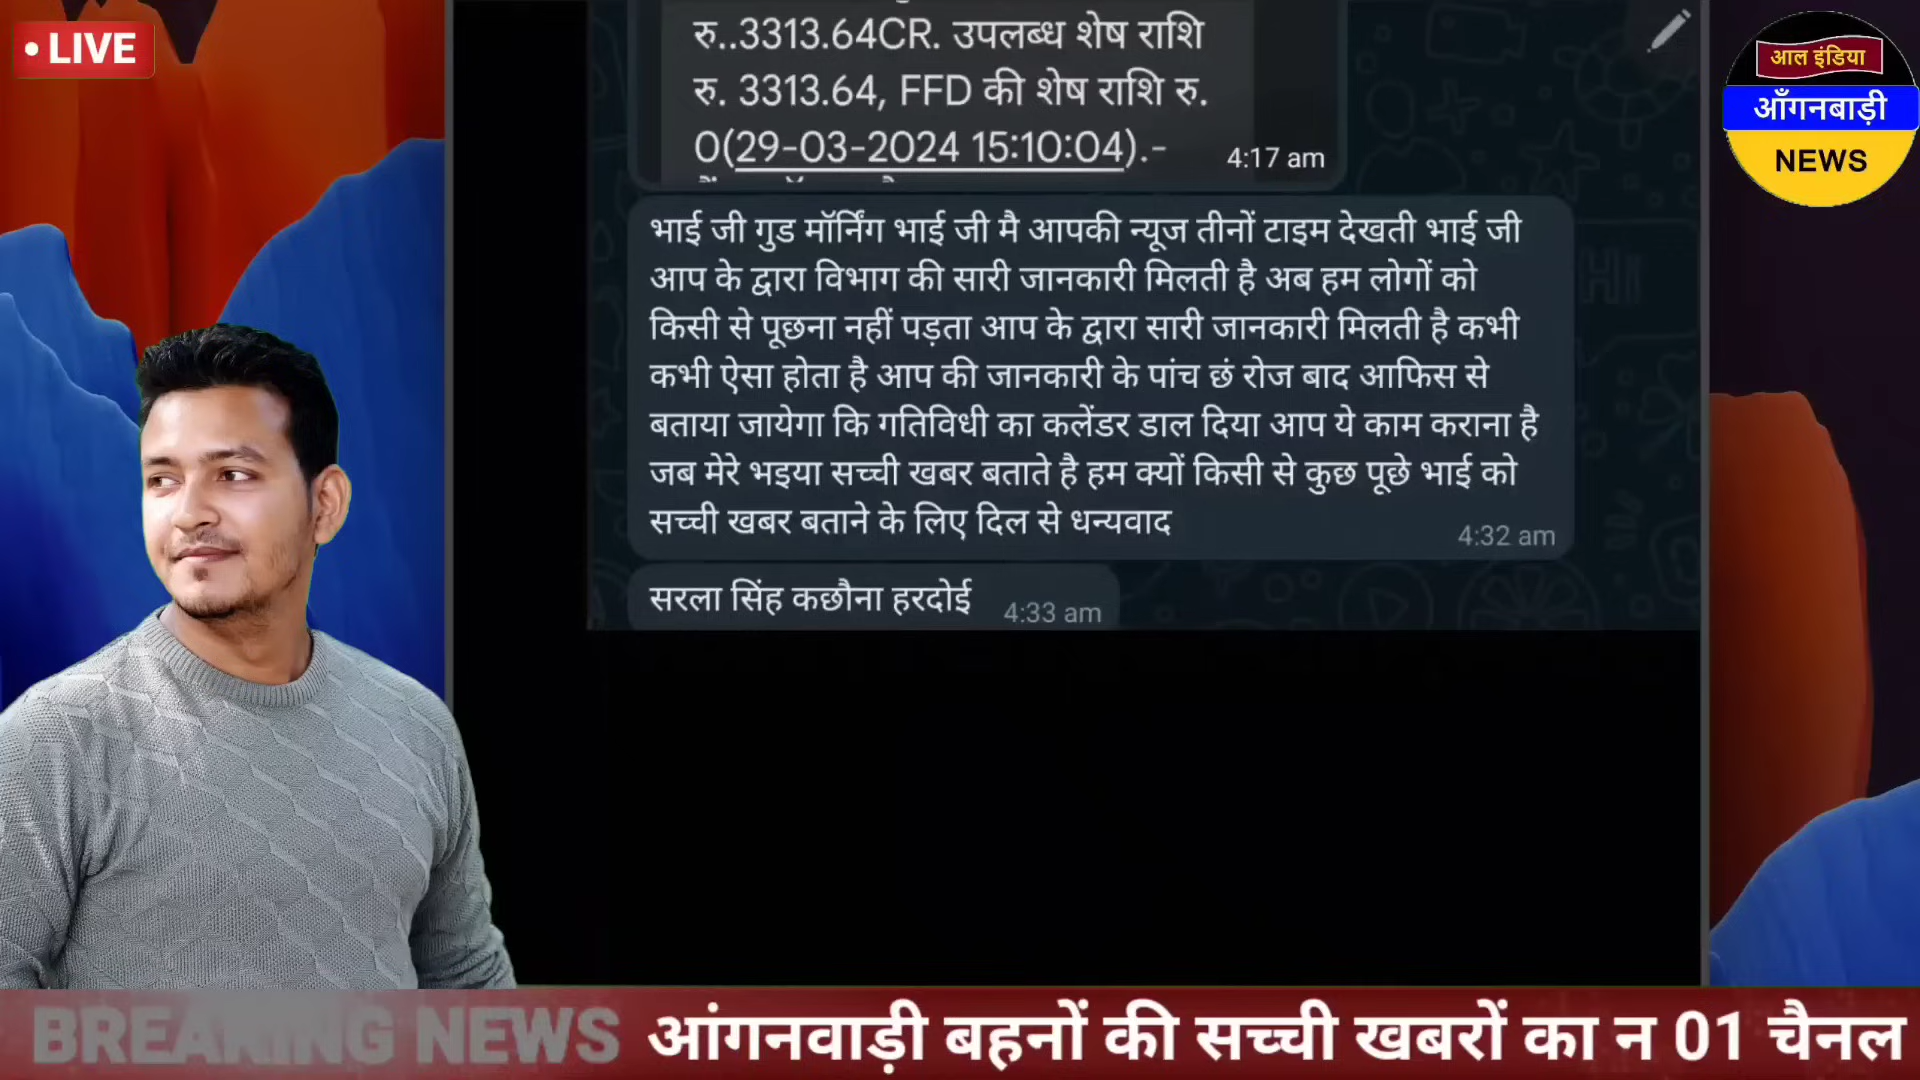 • LIVE
रु..3313.64CR. उपलब्ध शेष राशि
रु. 3313.64, FFD की शेष राशि रु.
0(29-03-2024 15:10:04).-
4:17 am
भाई जी गुड मॉर्निंग भाई जी मै आपकी न्यूज तीनों टाइम देखती भाई जी
आप के द्वारा विभाग की सारी जानकारी मिलती है अब हम लोगों को
किसी से पूछना नहीं पड़ता आप के द्वारा सारी जानकारी मिलती है कभी
कभी ऐसा होता है आप की जानकारी के पांच छं रोज बाद आफिस से
बताया जायेगा कि गतिविधी का कलेंडर डाल दिया आप ये काम कराना है
जब मेरे भइया सच्ची खबर बताते है हम क्यों किसी से कुछ पूछे भाई को
सच्ची खबर बताने के लिए दिल से धन्यवाद
4:32 am
सरला सिंह कछौना हरदोई
4:33 am
आल इंडिया
आँगनबाड़ी
NEWS
BREAKING NEWS
आंगनवाड़ी बहनों की सच्ची खबरों का न 01 चैनल